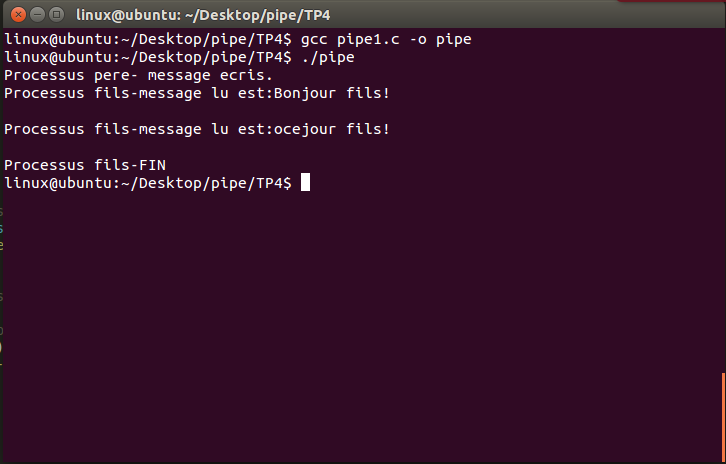 linux@ubuntu: ~/Desktop/pipe/TP4
linux@ubuntu:~/Desktop/pipe/TP4$ gcc pipe1.c -o pipe
linux@ubuntu:~/Desktop/pipe/TP4$ ./pipe
Processus pere- message ecris.
Processus fils-message lu est:Bonjour fils!
Processus fils-message lu est:ocejour fils!
Processus fils-FIN
linux@ubuntu:~/Desktop/pipe/TP4$